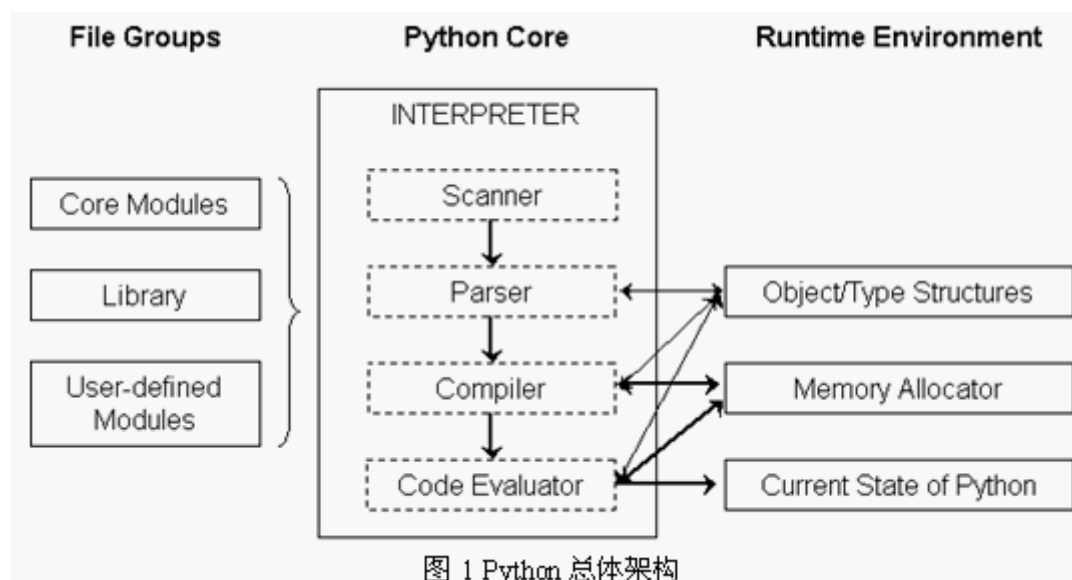 File Groups
Python Core
Runtime Environment
INTERPRETER
Core Modules
Library
User-defined
Modules
Scanner
Parser
Compiler
Code Evaluator
Object/Type Structures
Memory Allocator
Current State of Python
图 1 Python 总体架构